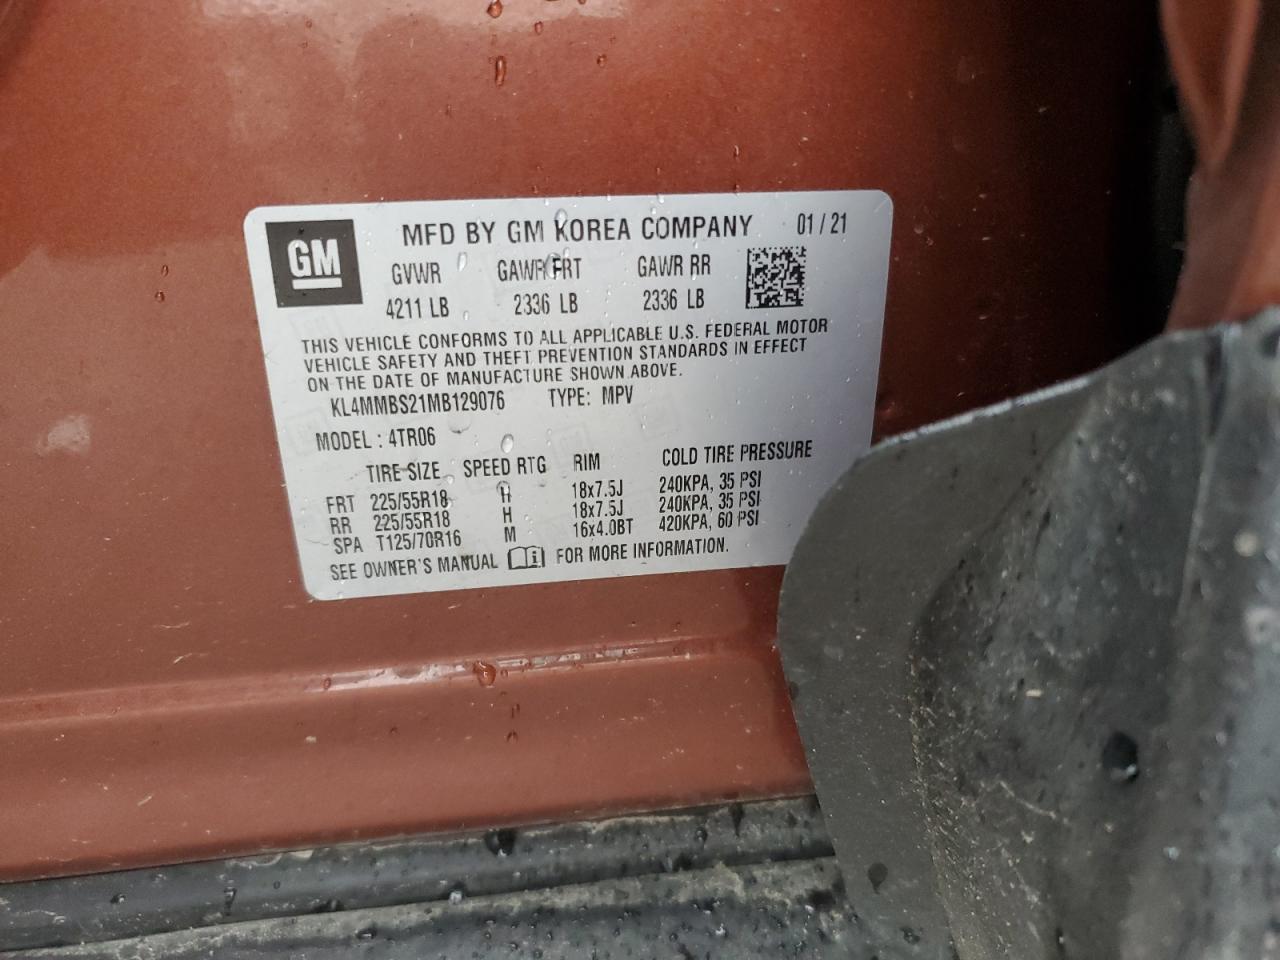 GM
MFD BY GM KOREA COMPANY 01/21
GVWR GAWR FRT GAWR RR
4211 LB 2336 LB 2336 LB
THIS VEHICLE CONFORMS TO ALL APPLICABLE U.S. FEDERAL MOTOR
VEHICLE SAFETY AND THEFT PREVENTION STANDARDS IN EFFECT
ON THE DATE OF MANUFACTURE SHOWN ABOVE.
KL4MMBS21MB129076 TYPE: MPV
MODEL: 4TR06
TIRE SIZE SPEED RTG RIM COLD TIRE PRESSURE
FRT 225/55R18 H 18x7.5J 240KPA, 35 PSI
RR 225/55R18 H 18x7.5J 240KPA, 35 PSI
SPA T125/70R16 M 16x4.0BT 420KPA, 60 PSI
SEE OWNER'S MANUAL i FOR MORE INFORMATION.